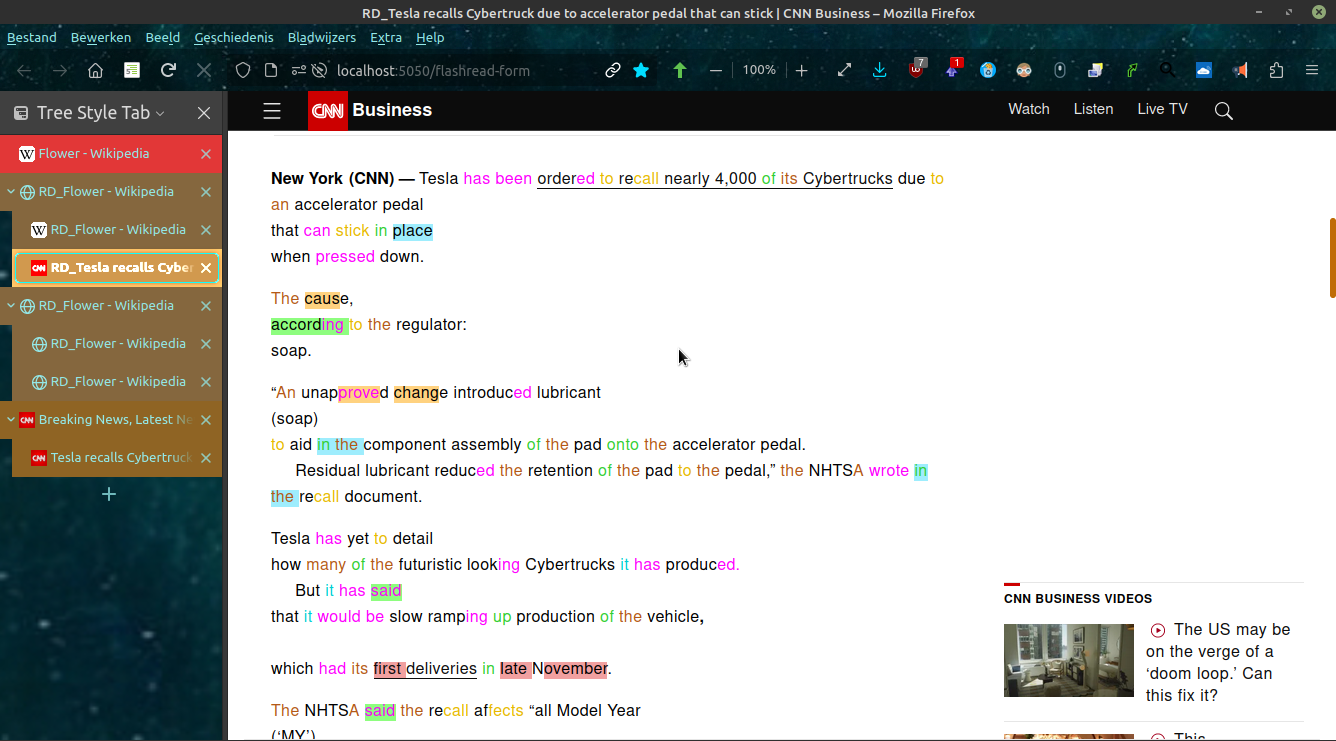 RD_Tesla recalls Cybertruck due to accelerator pedal that can stick | CNN Business – Mozilla Firefox
Bestand Bewerken Beeld Geschiedenis Bladwijzers Extra Help
localhost:5050/flashread-form
100%
7
1
Tree Style Tab
Flower - Wikipedia
RD_Flower - Wikipedia
RD_Flower - Wikipedia
RD_Tesla recalls Cyber
RD_Flower - Wikipedia
RD_Flower - Wikipedia
RD_Flower - Wikipedia
Breaking News, Latest Ne
Tesla recalls Cybertruck
CNN Business
Watch Listen Live TV
New York (CNN) — Tesla has been ordered to recall nearly 4,000 of its Cybertrucks due to
an accelerator pedal
that can stick in place
when pressed down.
The cause,
according to the regulator:
soap.
“An unapproved change introduced lubricant
(soap)
to aid in the component assembly of the pad onto the accelerator pedal.
Residual lubricant reduced the retention of the pad to the pedal,” the NHTSA wrote in
the recall document.
Tesla has yet to detail
how many of the futuristic looking Cybertrucks it has produced.
But it has said
that it would be slow ramping up production of the vehicle,
which had its first deliveries in late November.
The NHTSA said the recall affects “all Model Year
(‘MY’)
CNN BUSINESS VIDEOS
The US may be
on the verge of a
‘doom loop.’ Can
this fix it?
This